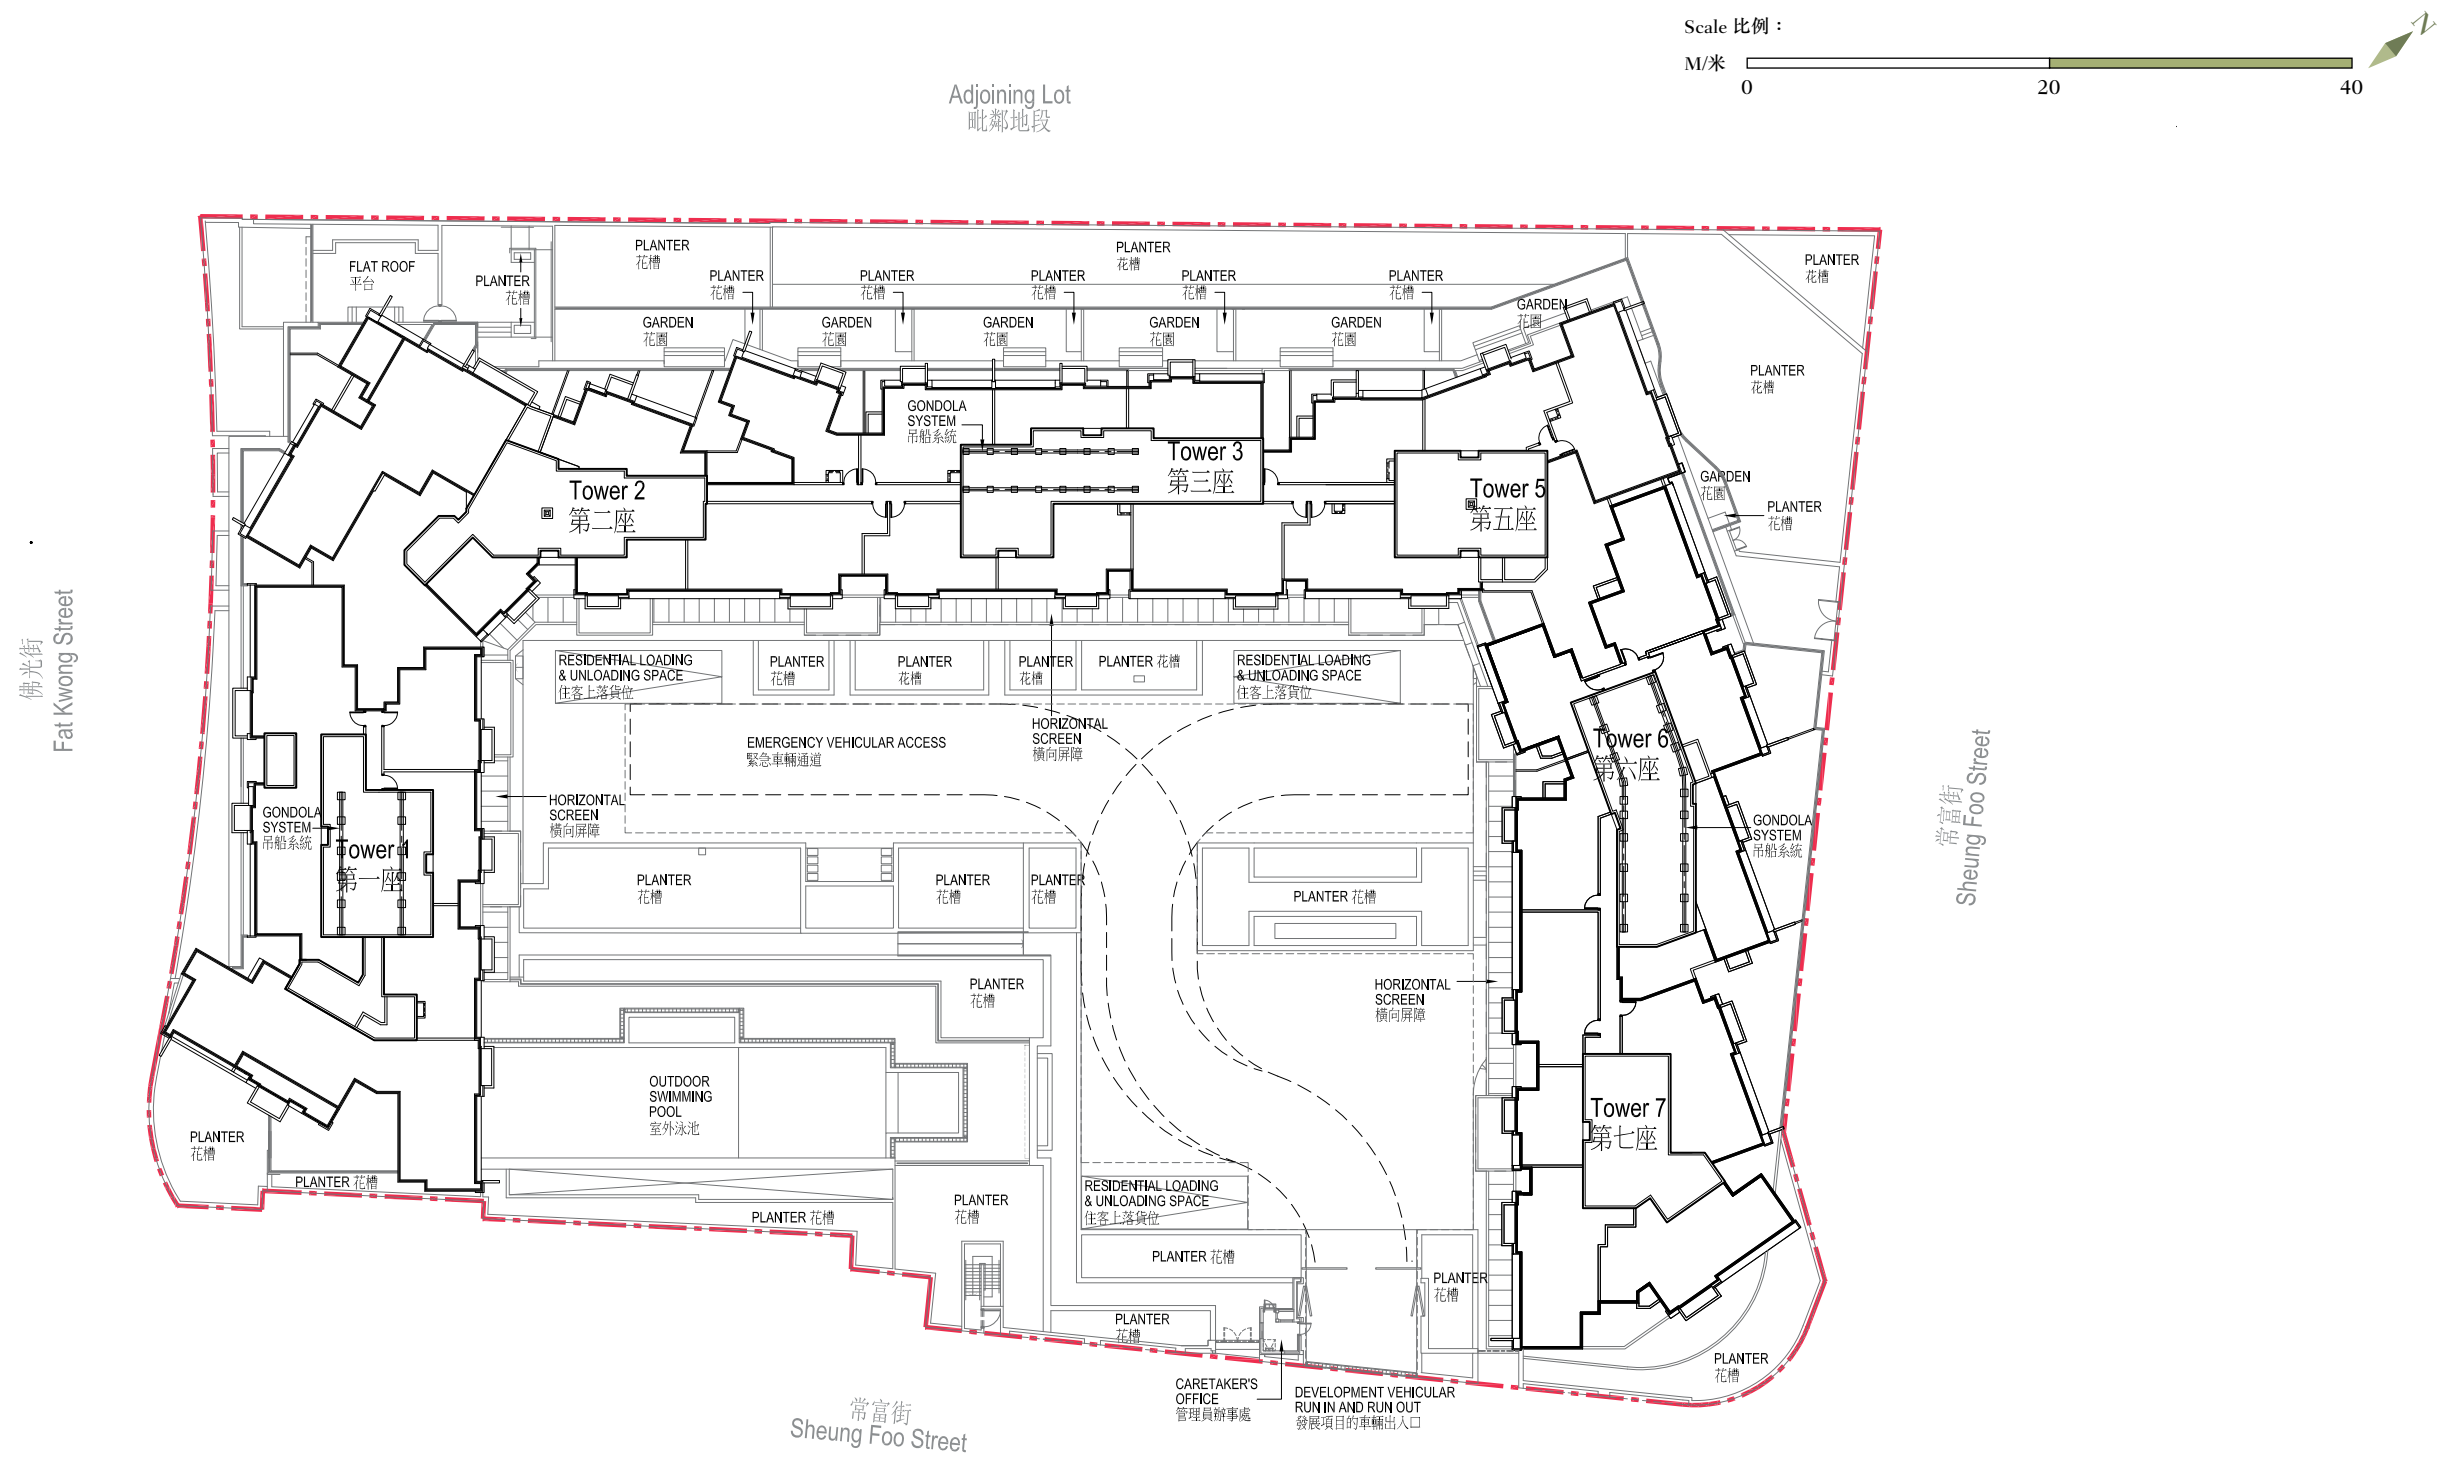 Scale 比例：
M/米
0
20
40
N
Adjoining Lot
毗鄰地段
PLANTER
花槽
PLANTER
花槽
PLANTER
花槽
FLAT ROOF
平台
PLANTER
花槽
PLANTER
花槽
PLANTER
花槽
PLANTER
花槽
PLANTER
花槽
PLANTER
花槽
GARDEN
花園
GARDEN
花園
GARDEN
花園
GARDEN
花園
GARDEN
花園
GARDEN
花園
PLANTER
花槽
GONDOLA
SYSTEM
吊船系統
Tower 3
第三座
Tower 2
第二座
Tower 5
第五座
GARDEN
花園
PLANTER
花槽
佛光街
Fat Kwong Street
RESIDENTIAL LOADING
& UNLOADING SPACE
住客上落貨位
PLANTER
花槽
PLANTER
花槽
PLANTER
花槽
PLANTER 花槽
RESIDENTIAL LOADING
& UNLOADING SPACE
住客上落貨位
HORIZONTAL
SCREEN
橫向屏障
EMERGENCY VEHICULAR ACCESS
緊急車輛通道
Tower 6
第六座
HORIZONTAL
SCREEN
橫向屏障
GONDOLA
SYSTEM
吊船系統
Tower 1
第一座
GONDOLA
SYSTEM
吊船系統
常富街
Sheung Foo Street
PLANTER
花槽
PLANTER
花槽
PLANTER
花槽
PLANTER 花槽
PLANTER
花槽
HORIZONTAL
SCREEN
橫向屏障
OUTDOOR
SWIMMING
POOL
室外泳池
Tower 7
第七座
PLANTER
花槽
PLANTER 花槽
PLANTER 花槽
PLANTER
花槽
RESIDENTIAL LOADING
& UNLOADING SPACE
住客上落貨位
PLANTER 花槽
PLANTER
花槽
PLANTER
花槽
PLANTER
花槽
CARETAKER'S
OFFICE
管理員辦事處
DEVELOPMENT VEHICULAR
RUN IN AND RUN OUT
發展項目的車輛出入口
常富街
Sheung Foo Street